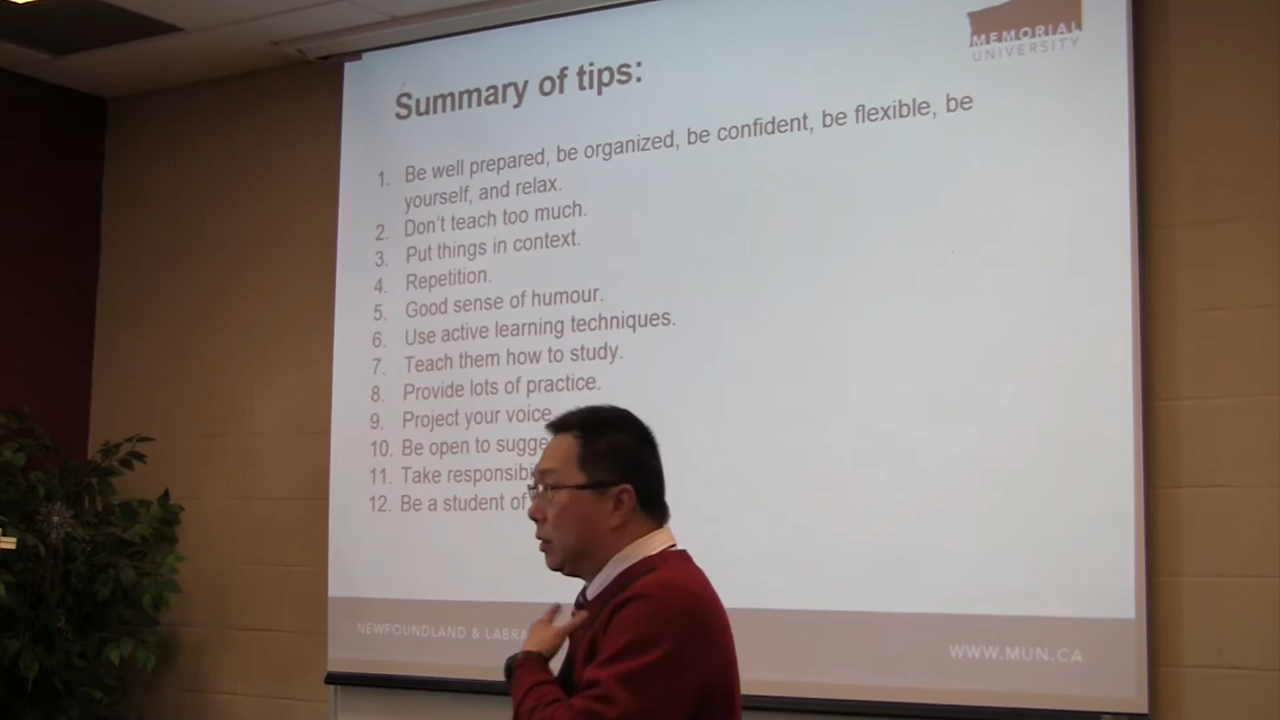 MEMORIAL
UNIVERSITY
Summary of tips:
1. Be well prepared, be organized, be confident, be flexible, be
yourself, and relax.
2. Don't teach too much.
3. Put things in context.
4. Repetition.
5. Good sense of humour.
6. Use active learning techniques.
7. Teach them how to study.
8. Provide lots of practice.
9. Project your voice
10. Be open to
11. Take
12. Be a student of
NEWFOUNDLAND &
WWW.MUN.CA